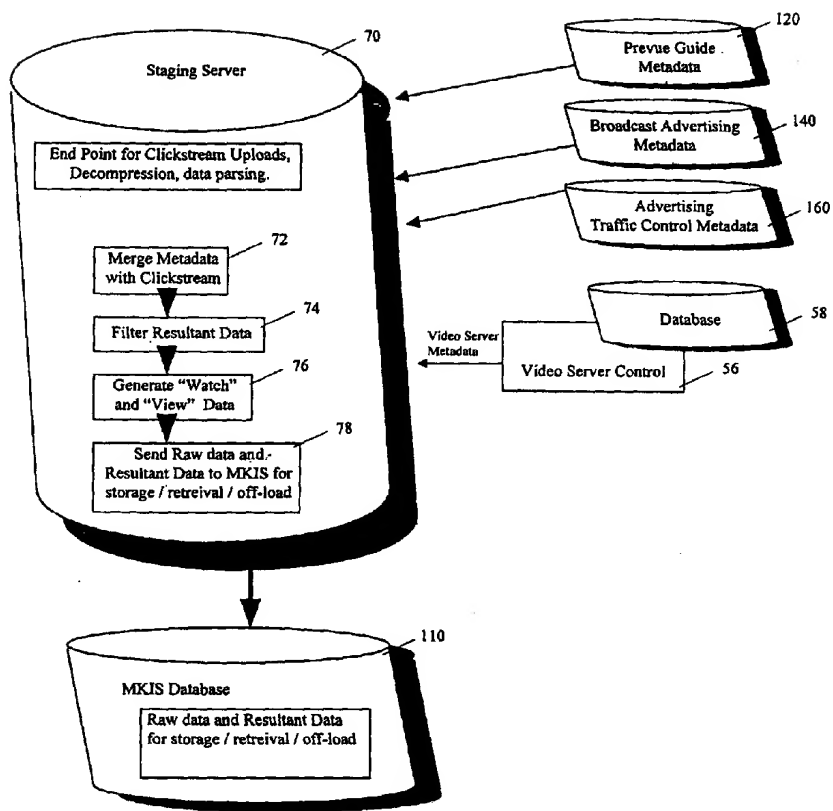 70
Staging Server
End Point for Clickstream Uploads,
Decompression, data parsing.
72
Merge Metadata
with Clickstream
74
Filter Resultant Data
76
Generate "Watch"
and "View" Data
78
Send Raw data and
Resultant Data to MKIS for
storage / retreival / off-load
120
Prevue Guide
Metadata
Broadcast Advertising
Metadata
140
Advertising
Traffic Control Metadata
160
Database
58
Video Server
Metadata
Video Server Control
56
110
MKIS Database
Raw data and Resultant Data
for storage / retreival / off-load